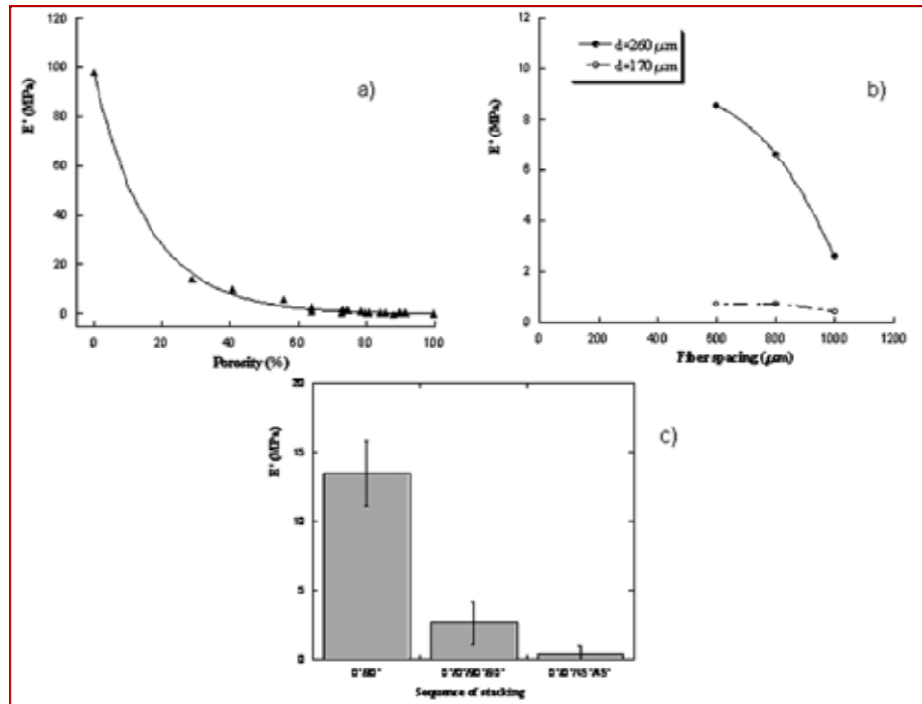 a)
E' (MPa)
120
100
80
60
40
20
0
0 20 40 60 80 100
Porosity (%)
b)
d=260 μm
d=170 μm
E' (MPa)
12
10
8
6
4
2
0
0 200 400 600 800 1000 1200
Fiber spacing (μm)
c)
E' (MPa)
20
15
10
5
0
0°/90°
Sequence of stacking